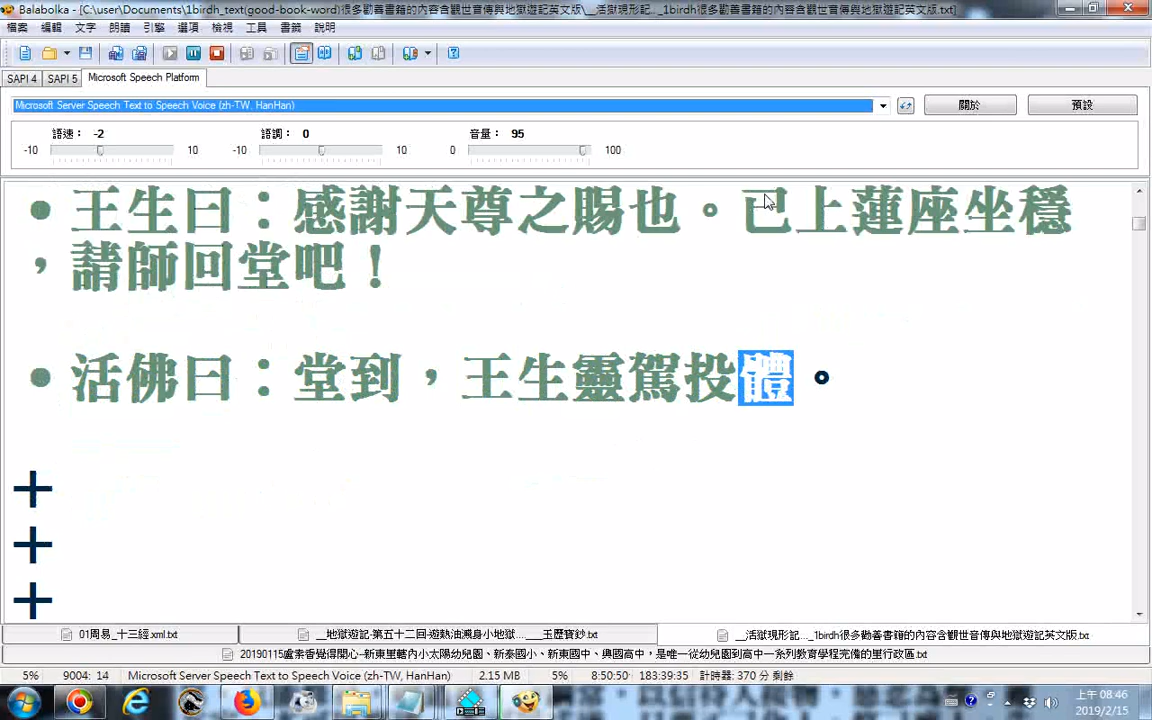 Balabolka - [C:\user\Documents\1birdh_text(good-book-word)很多勸善書籍的內容含觀世音傳與地獄遊記英文版\__活獄現形記..._1birdh很多勸善書籍的內容含觀世音傳與地獄遊記英文版.txt]
檔案 編輯 文字 朗讀 引擎 選項 檢視 工具 書籤 說明
SAPI 4 SAPI 5 Microsoft Speech Platform
Microsoft Server Speech Text to Speech Voice (zh-TW, HanHan) 關於 預設
語速： -2 語調： 0 音量： 95
-10 10 -10 10 0 100
●王生曰：感謝天尊之賜也。已上蓮座坐穩
，請師回堂吧！
●活佛曰：堂到，王生靈駕投體。
＋
＋
＋
01周易_十三經.xml.txt __地獄遊記-第五十二回-遊熱油濺身小地獄...____玉歷寶鈔.txt __活獄現形記..._1birdh很多勸善書籍的內容含觀世音傳與地獄遊記英文版.txt
20190115盧素香覺得開心-新東里轄內小太陽幼兒園、新泰國小、新東國中、興國高中，是唯一從幼兒園到高中一系列教育學程完備的里行政區.txt
5% 9004: 14 Microsoft Server Speech Text to Speech Voice (zh-TW, HanHan) 2.15 MB 5% 8:50:50 183:39:35 計時器： 370 分 剩餘
上午 08:46
2019/2/15